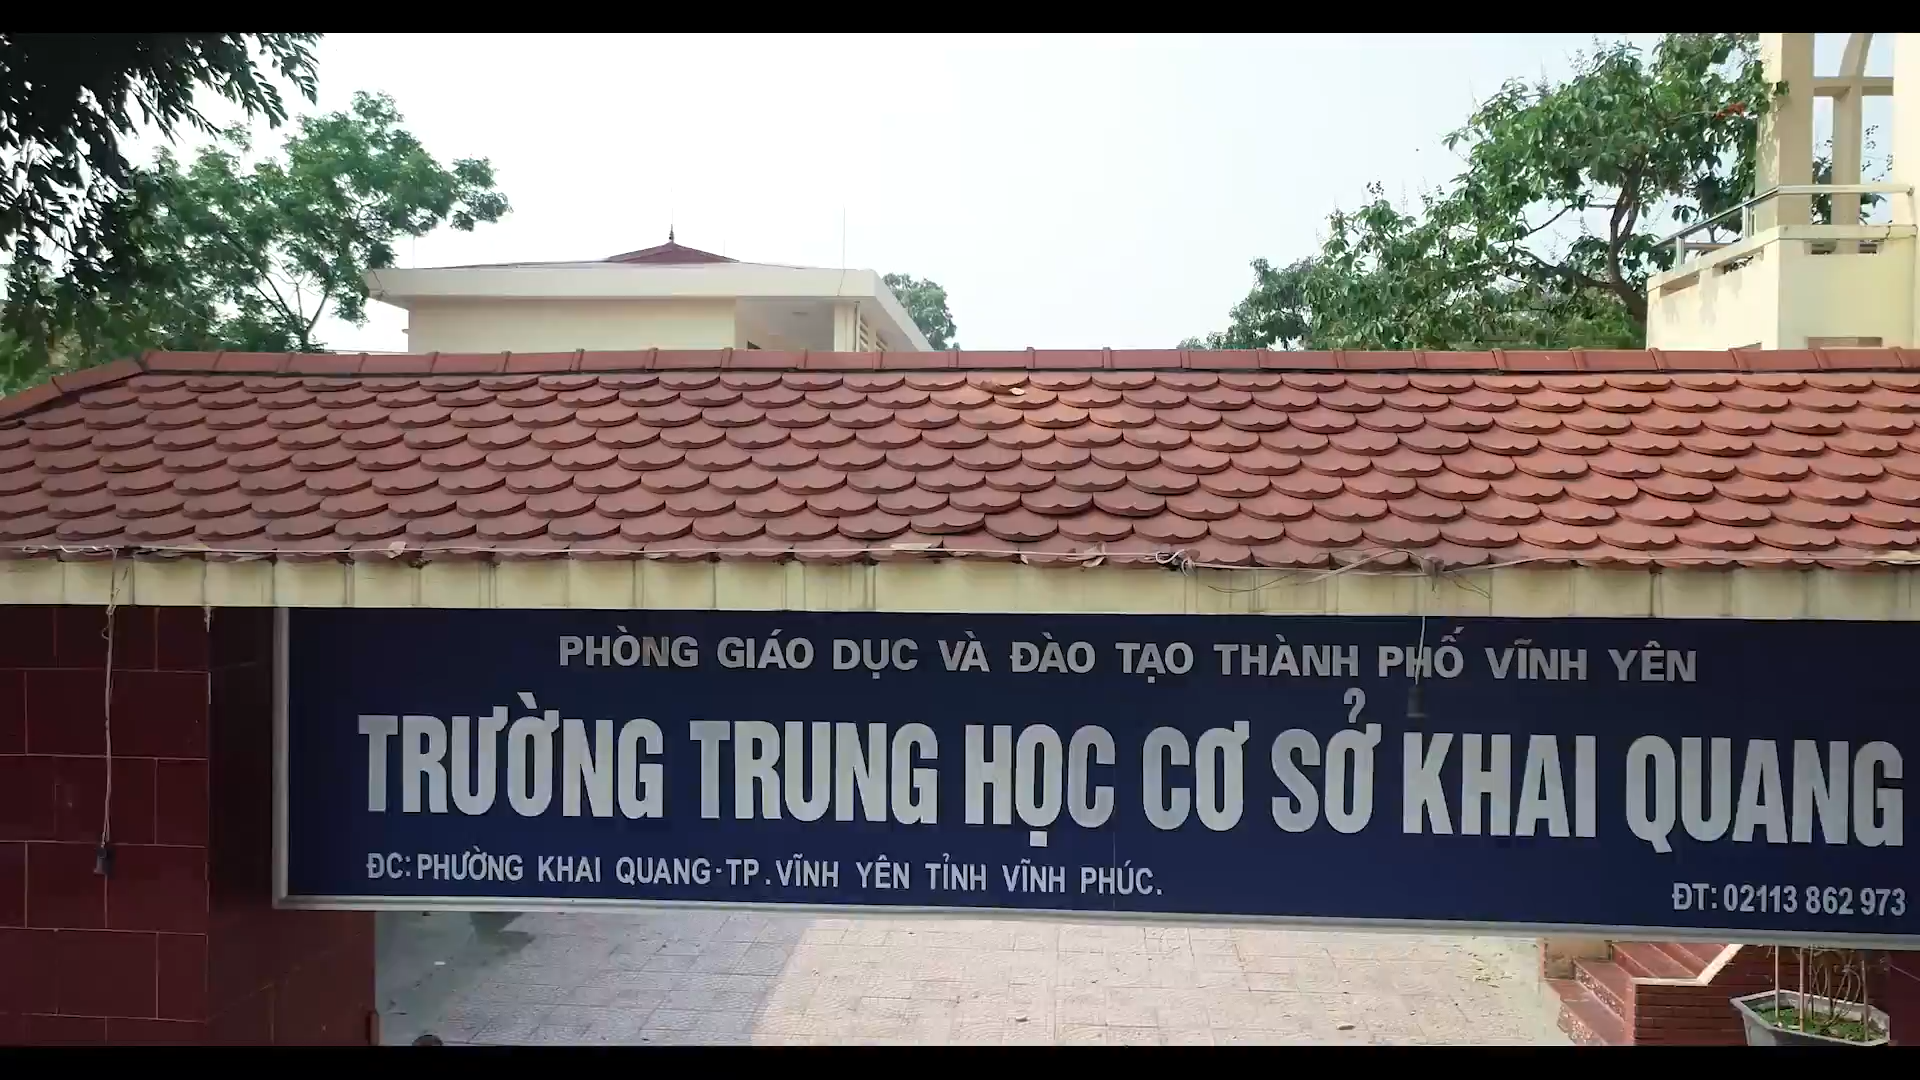 PHÒNG GIÁO DỤC VÀ ĐÀO TẠO THÀNH PHỐ VĨNH YÊN
TRƯỜNG TRUNG HỌC CƠ SỞ KHAI QUANG
ĐC: PHƯỜNG KHAI QUANG-TP.VĨNH YÊN TỈNH VĨNH PHÚC.
ĐT: 02113 862 973